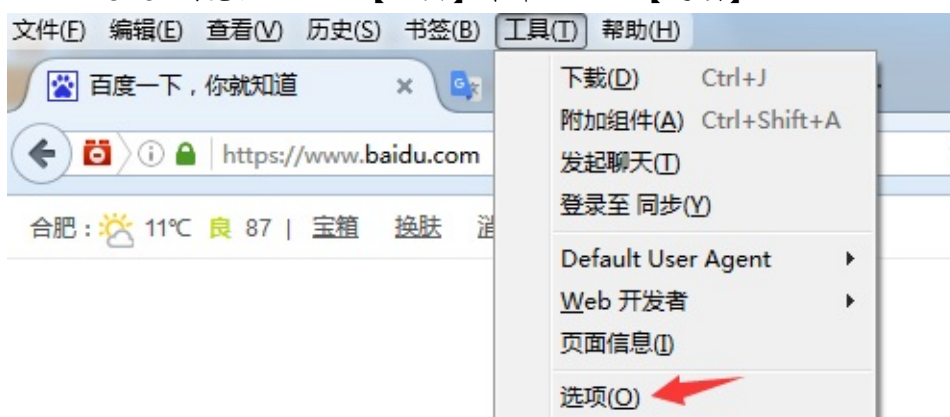 文件(F) 编辑(E) 查看(V) 历史(S) 书签(B) 工具(T) 帮助(H)
百度一下，你就知道
下载(D) Ctrl+J
附加组件(A) Ctrl+Shift+A
https://www.baidu.com
发起聊天(T)
登录至 同步(Y)
合肥： 11℃ 良 87 | 宝箱 换肤
Default User Agent
Web 开发者
页面信息(I)
选项(O)